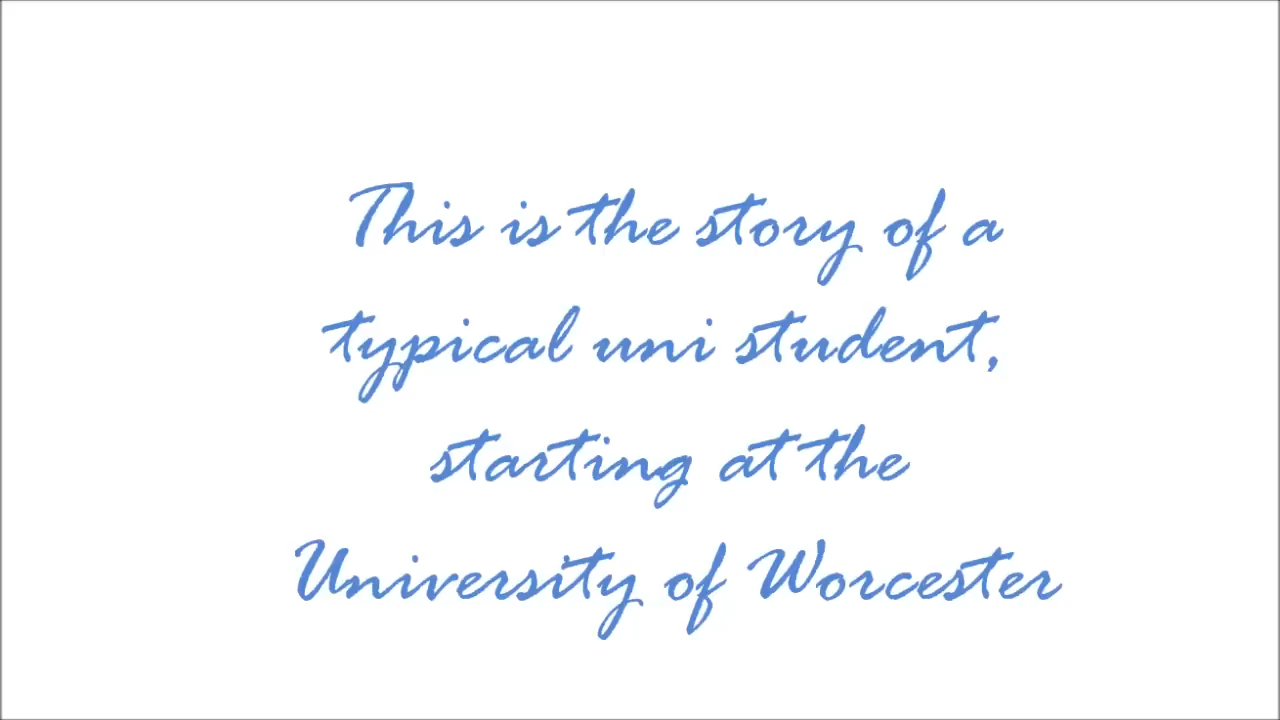 This is the story of a
typical uni student,
starting at the
University of Worcester